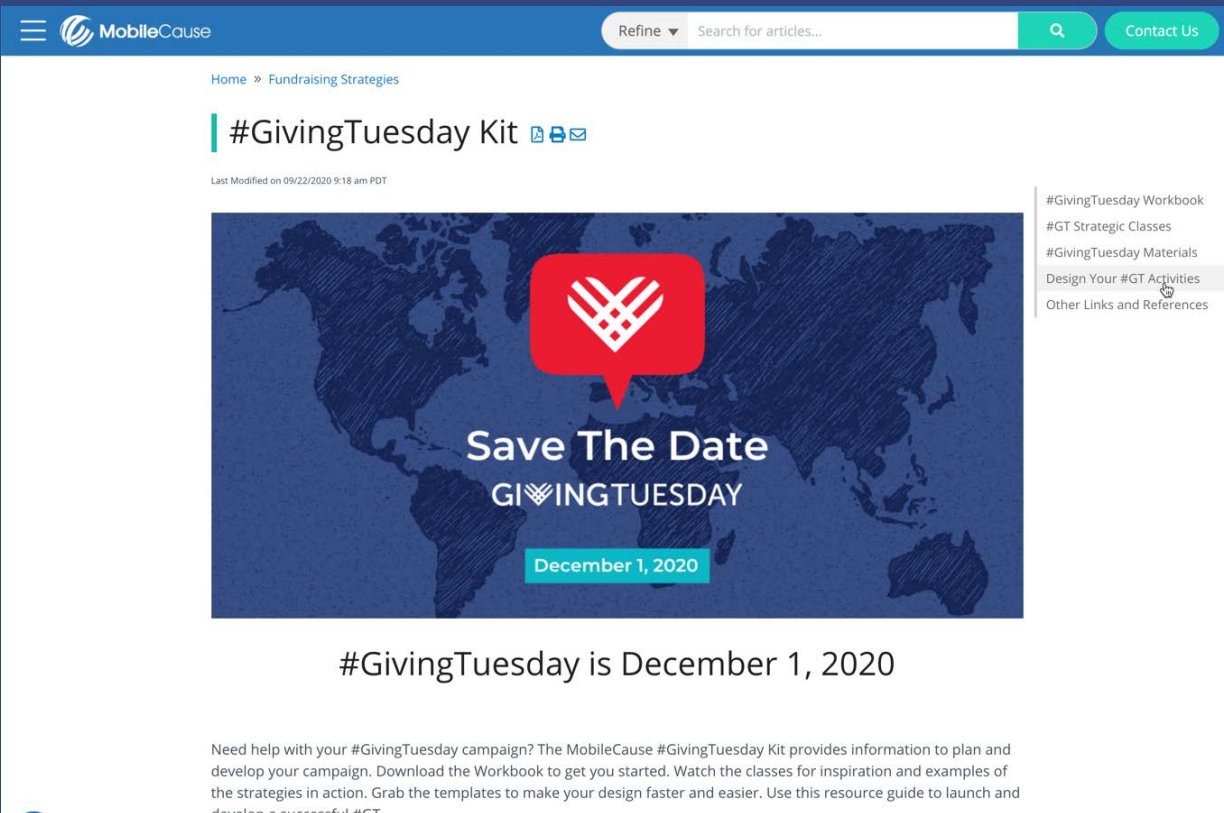 MobileCause
Refine
Search for articles...
Contact Us
Home » Fundraising Strategies
#GivingTuesday Kit
Last Modified on 09/22/2020 9:18 am PDT
#GivingTuesday Workbook
#GT Strategic Classes
#GivingTuesday Materials
Design Your #GT Activities
Other Links and References
Save The Date
GIVINGTUESDAY
December 1, 2020
#GivingTuesday is December 1, 2020
Need help with your #GivingTuesday campaign? The MobileCause #GivingTuesday Kit provides information to plan and
develop your campaign. Download the Workbook to get you started. Watch the classes for inspiration and examples of
the strategies in action. Grab the templates to make your design faster and easier. Use this resource guide to launch and
develop a successful #GT